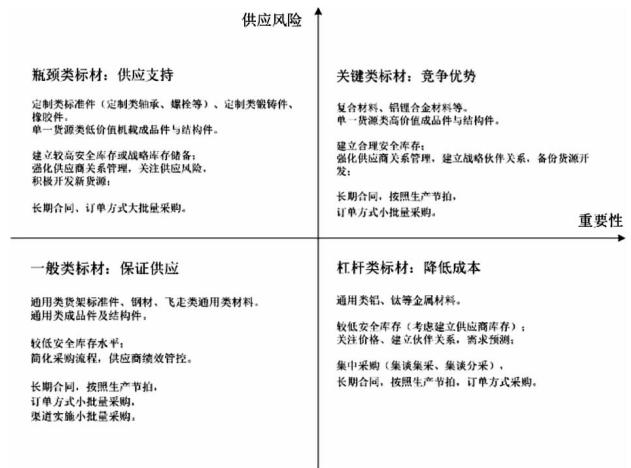 供应风险
瓶颈类标材：供应支持
定制类标准件（定制类轴承、螺栓等）、定制类锻铸件、
橡胶件。
单一货源类低价值机载成品件与结构件。
建立较高安全库存或战略库存储备；
强化供应商关系管理，关注供应风险，
积极开发新货源；
长期合同、订单方式大批量采购。
关键类标材：竞争优势
复合材料、铝锂合金材料等。
单一货源类高价值成品件与结构件。
建立合理安全库存；
强化供应商关系管理，建立战略伙伴关系，备份货源开
发；
长期合同，按照生产节拍，
订单方式小批量采购。
重要性
一般类标材：保证供应
通用类货架标准件、钢材、飞走类通用类材料。
通用类成品件及结构件。
较低安全库存水平；
简化采购流程，供应商绩效管控。
长期合同，按照生产节拍，
订单方式小批量采购，
渠道实施小批量采购。
杠杆类标材：降低成本
通用类铝、钛等金属材料。
较低安全库存（考虑建立供应商库存）；
关注价格、建立伙伴关系，需求预测；
集中采购（集谈集采、集谈分采），
长期合同，按照生产节拍，订单方式采购。